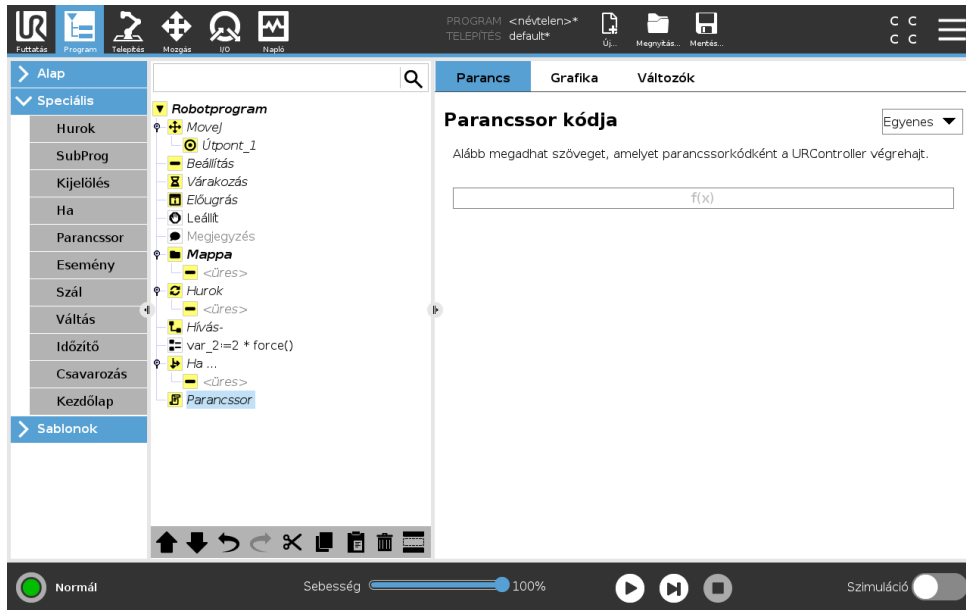 UR
PROGRAM <névtelen>*
TELEPÍTÉS default*
C C
C C
Futtatás Program Telepítés Mozgás I/O Napló Új... Megnyitás... Mentés...
Alap
Speciális
Hurok
SubProg
Kijelölés
Ha
Parancssor
Esemény
Szál
Váltás
Időzítő
Csavarozás
Kezdőlap
Sablonok
Robotprogram
MoveJ
Útpont_1
Beállítás
Várakozás
Előugrás
Leállít
Megjegyzés
Mappa
<üres>
Hurok
<üres>
Hívás-
var_2:=2 * force()
Ha ...
<üres>
Parancssor
Parancs Grafika Változók
Parancssor kódja
Egyenes
Alább megadhat szöveget, amelyet parancssorkódként a URController végrehajt.
f(x)
Normál
Sebesség 100%
Szimuláció